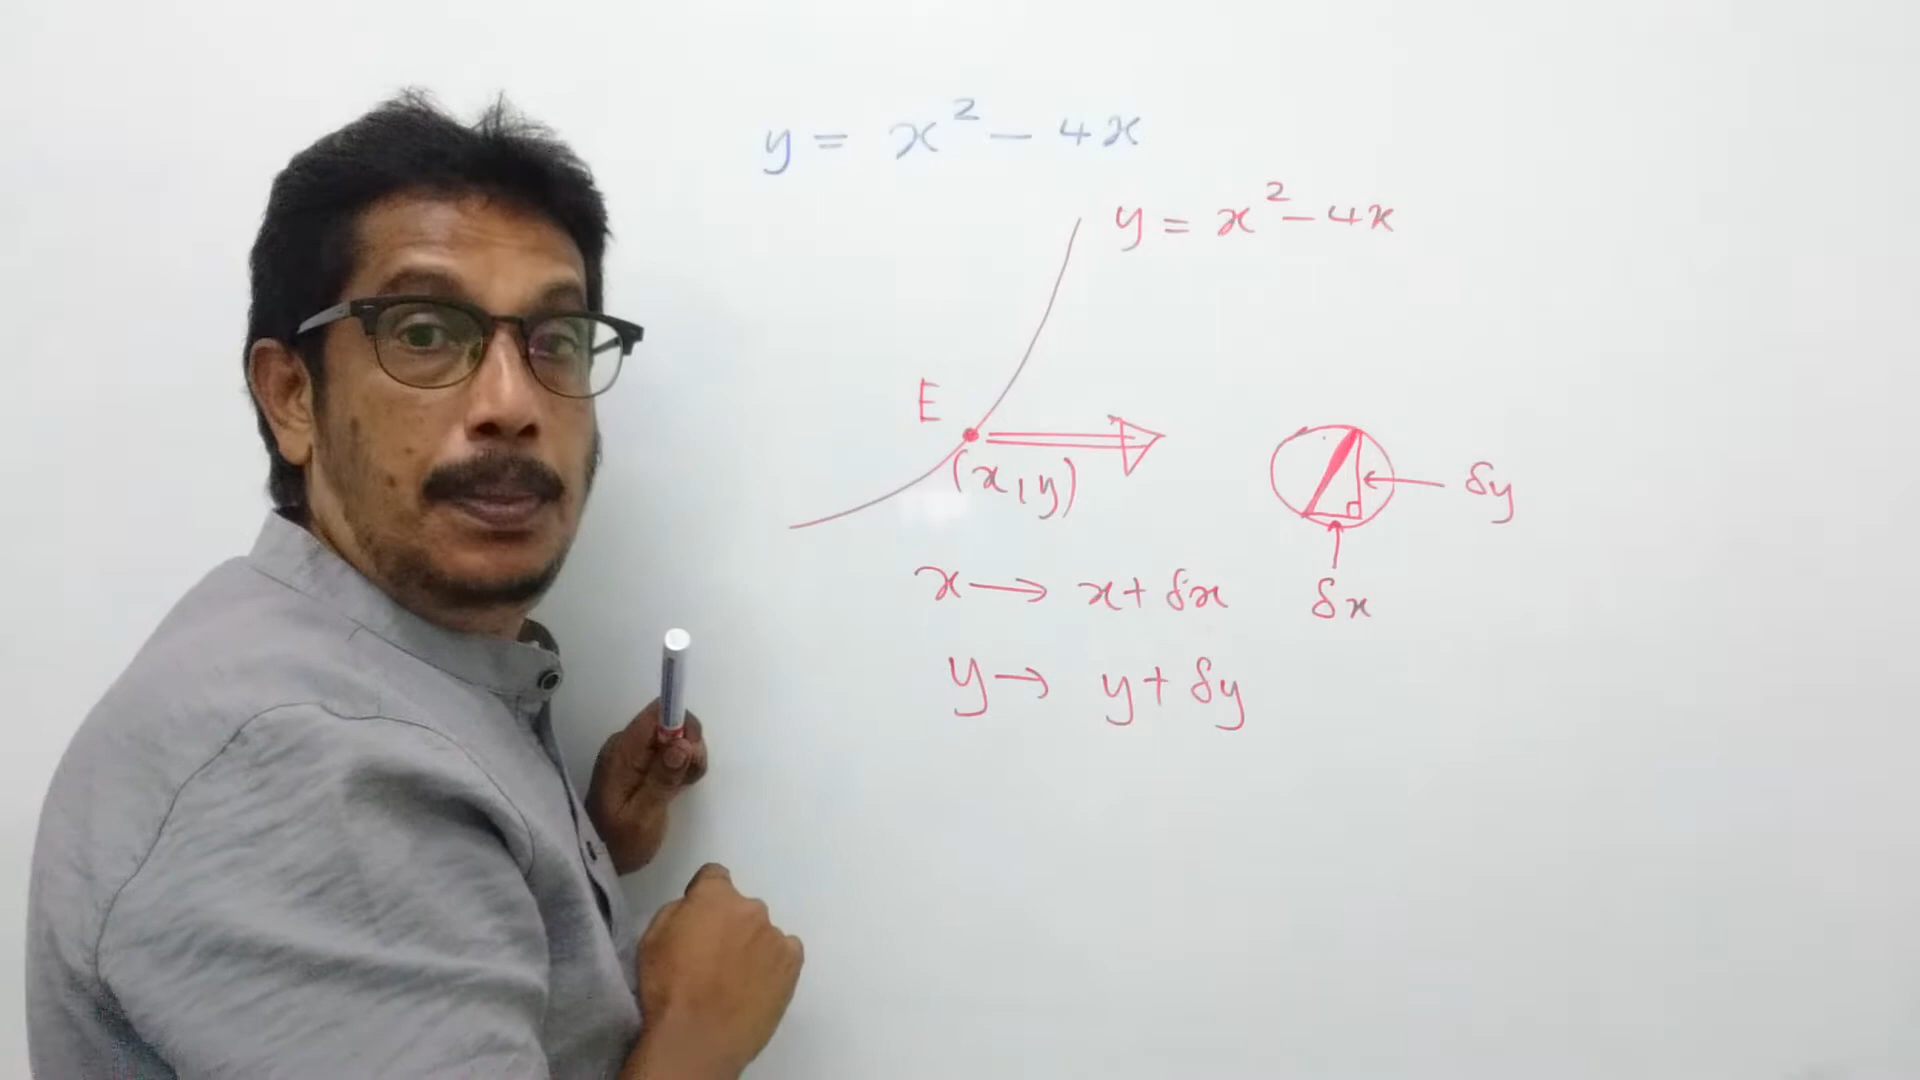 y = x² - 4x
y = x² - 4x
E
(x, y)
δy
x → x + δx
δx
y → y + δy